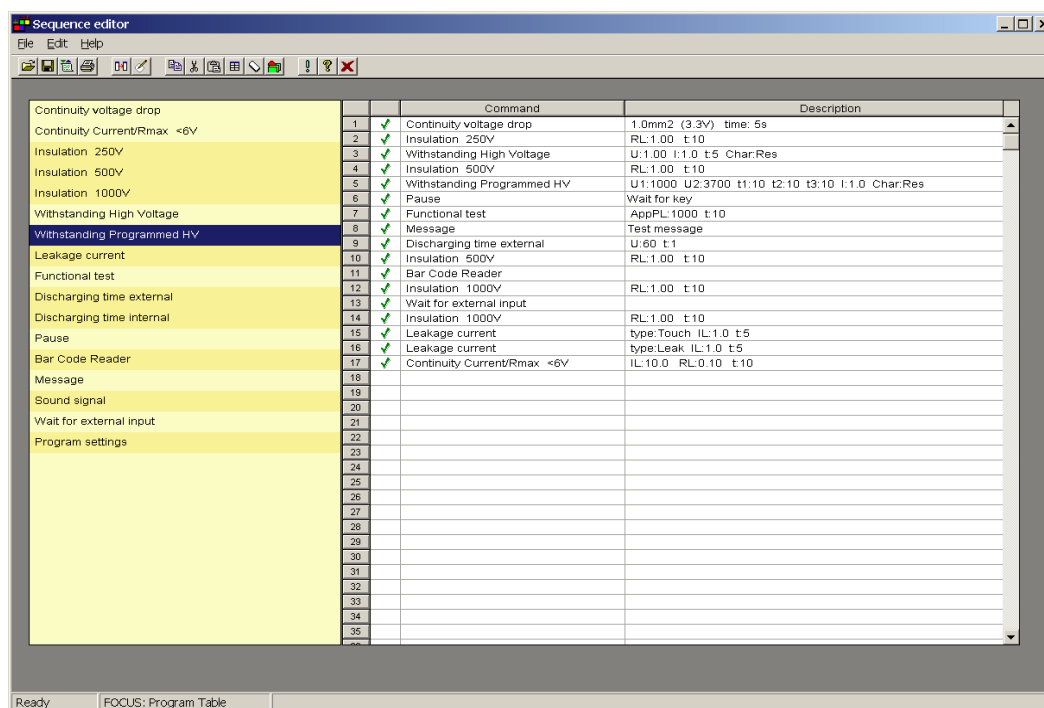 Sequence editor
File Edit Help
Continuity voltage drop
Continuity Current/Rmax <6V
Insulation 250V
Insulation 500V
Insulation 1000V
Withstanding High Voltage
Withstanding Programmed HV
Leakage current
Functional test
Discharging time external
Discharging time internal
Pause
Bar Code Reader
Message
Sound signal
Wait for external input
Program settings
Command Description
1 Continuity voltage drop 1.0mm2 (3.3V) time: 5s
2 Insulation 250V RL:1.00 t:10
3 Withstanding High Voltage U:1.00 I:1.0 t:5 Char:Res
4 Insulation 500V RL:1.00 t:10
5 Withstanding Programmed HV U1:1000 U2:3700 t1:10 t2:10 t3:10 I:1.0 Char:Res
6 Pause Wait for key
7 Functional test AppPL:1000 t:10
8 Message Test message
9 Discharging time external U:60 t:1
10 Insulation 500V RL:1.00 t:10
11 Bar Code Reader
12 Insulation 1000V RL:1.00 t:10
13 Wait for external input
14 Insulation 1000V RL:1.00 t:10
15 Leakage current type:Touch IL:1.0 t:5
16 Leakage current type:Leak IL:1.0 t:5
17 Continuity Current/Rmax <6V IL:10.0 RL:0.10 t:10
18
19
20
21
22
23
24
25
26
27
28
29
30
31
32
33
34
35
Ready FOCUS: Program Table